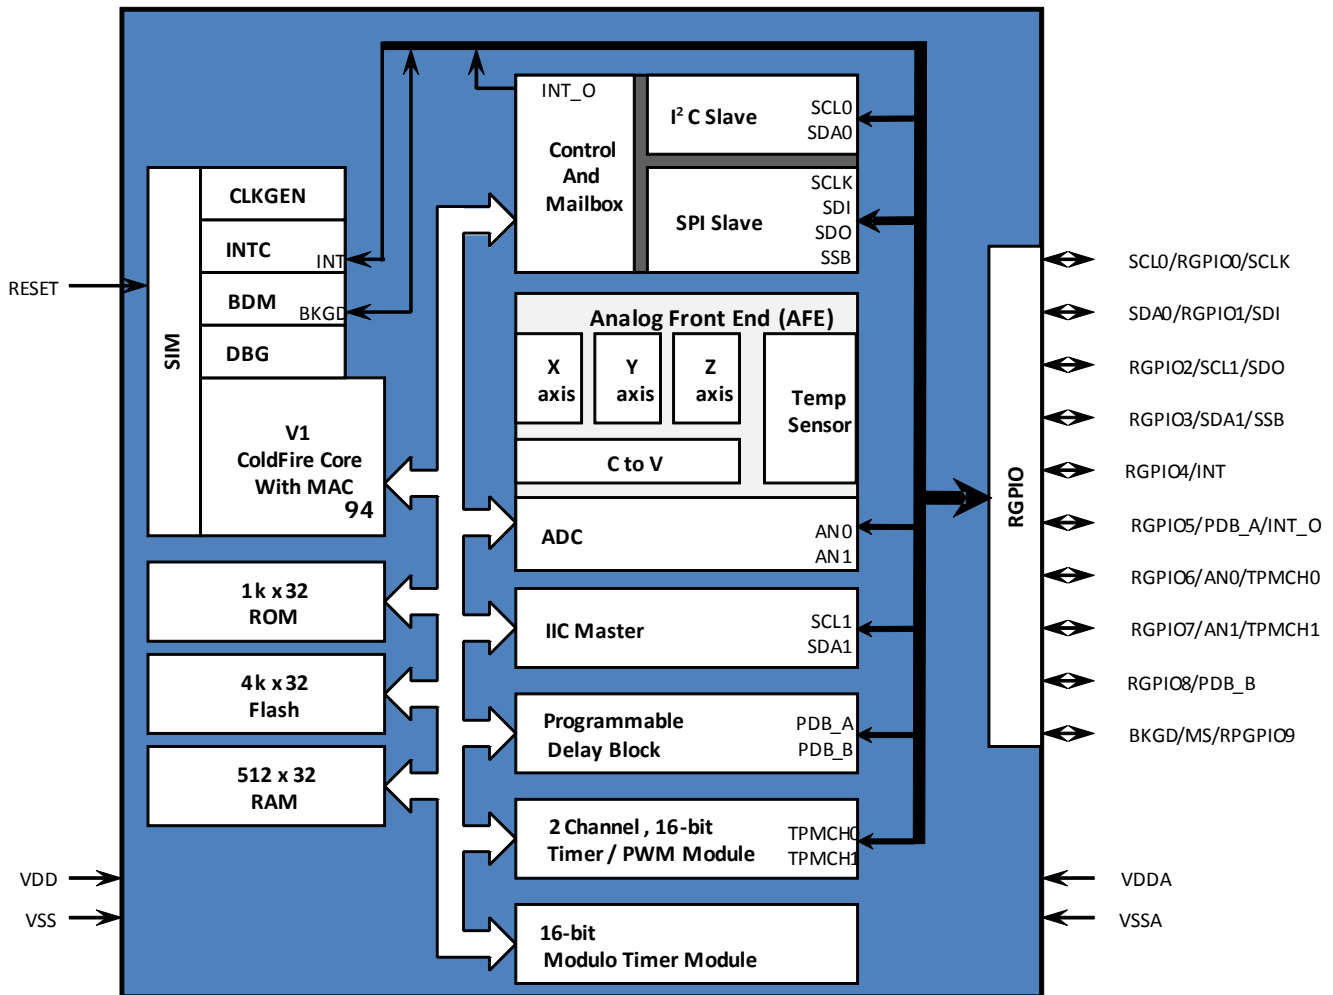 INT_O
Control
And
Mailbox
I² C Slave
SCL0
SDA0
SPI Slave
SCLK
SDI
SDO
SSB
CLKGEN
INTC
INT
BDM
BKGD
DBG
SIM
V1
ColdFire Core
With MAC
94
RESET
Analog Front End (AFE)
X
axis
Y
axis
Z
axis
Temp
Sensor
C to V
ADC
AN0
AN1
1k x 32
ROM
IIC Master
SCL1
SDA1
4k x 32
Flash
Programmable
Delay Block
PDB_A
PDB_B
512 x 32
RAM
2 Channel , 16-bit
Timer / PWM Module
TPMCH0
TPMCH1
16-bit
Modulo Timer Module
VDD
VSS
RGPIO
SCL0/RGPIO0/SCLK
SDA0/RGPIO1/SDI
RGPIO2/SCL1/SDO
RGPIO3/SDA1/SSB
RGPIO4/INT
RGPIO5/PDB_A/INT_O
RGPIO6/AN0/TPMCH0
RGPIO7/AN1/TPMCH1
RGPIO8/PDB_B
BKGD/MS/RPGPIO9
VDDA
VSSA